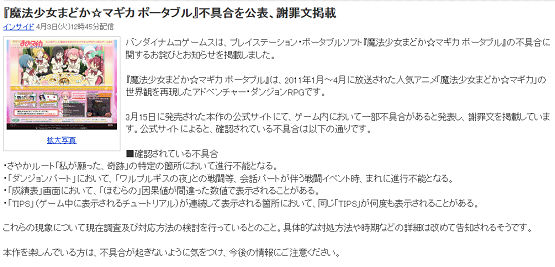 『魔法少女まどか☆マギカ ポータブル』不具合を公表、謝罪文掲載
インサイド 4月3日(火)12時45分配信
拡大写真
バンダイナムコゲームスは、プレイステーション・ポータブルソフト『魔法少女まどか☆マギカ ポータブル』の不具合に
関するお詫びとお知らせを掲載しました。
『魔法少女まどか☆マギカ ポータブル』は、2011年1月～4月に放送された人気アニメ「魔法少女まどか☆マギカ」の
世界観を再現したアドベンチャー・ダンジョンRPGです。
3月15日に発売された本作の公式サイトにて、ゲーム内において一部不具合があると発表し、謝罪文を掲載していま
す。公式サイトによると、確認されている不具合は以下の通りです。
■確認されている不具合
・さやかルート「私が願った、奇跡」の特定の箇所において進行不能となる。
・「ダンジョンパート」において、「ワルプルギスの夜」との戦闘等、会話パートが伴う戦闘イベント時、まれに進行不能となる。
・「成績表」画面において、「ほむらの」因果値が間違った数値で表示されることがある。
・「TIPS」(ゲーム中に表示されるチュートリアル)が連続して表示される箇所において、同じ「TIPS」が何度も表示されることがある。
これらの現象について現在調査及び対応方法の検討を行っているとのこと。具体的な対処方法や時期などの詳細は改めて告知されるそうです。
本作を楽しんでいる方は、不具合が起きないように気をつけ、今後の情報にご注意ください。